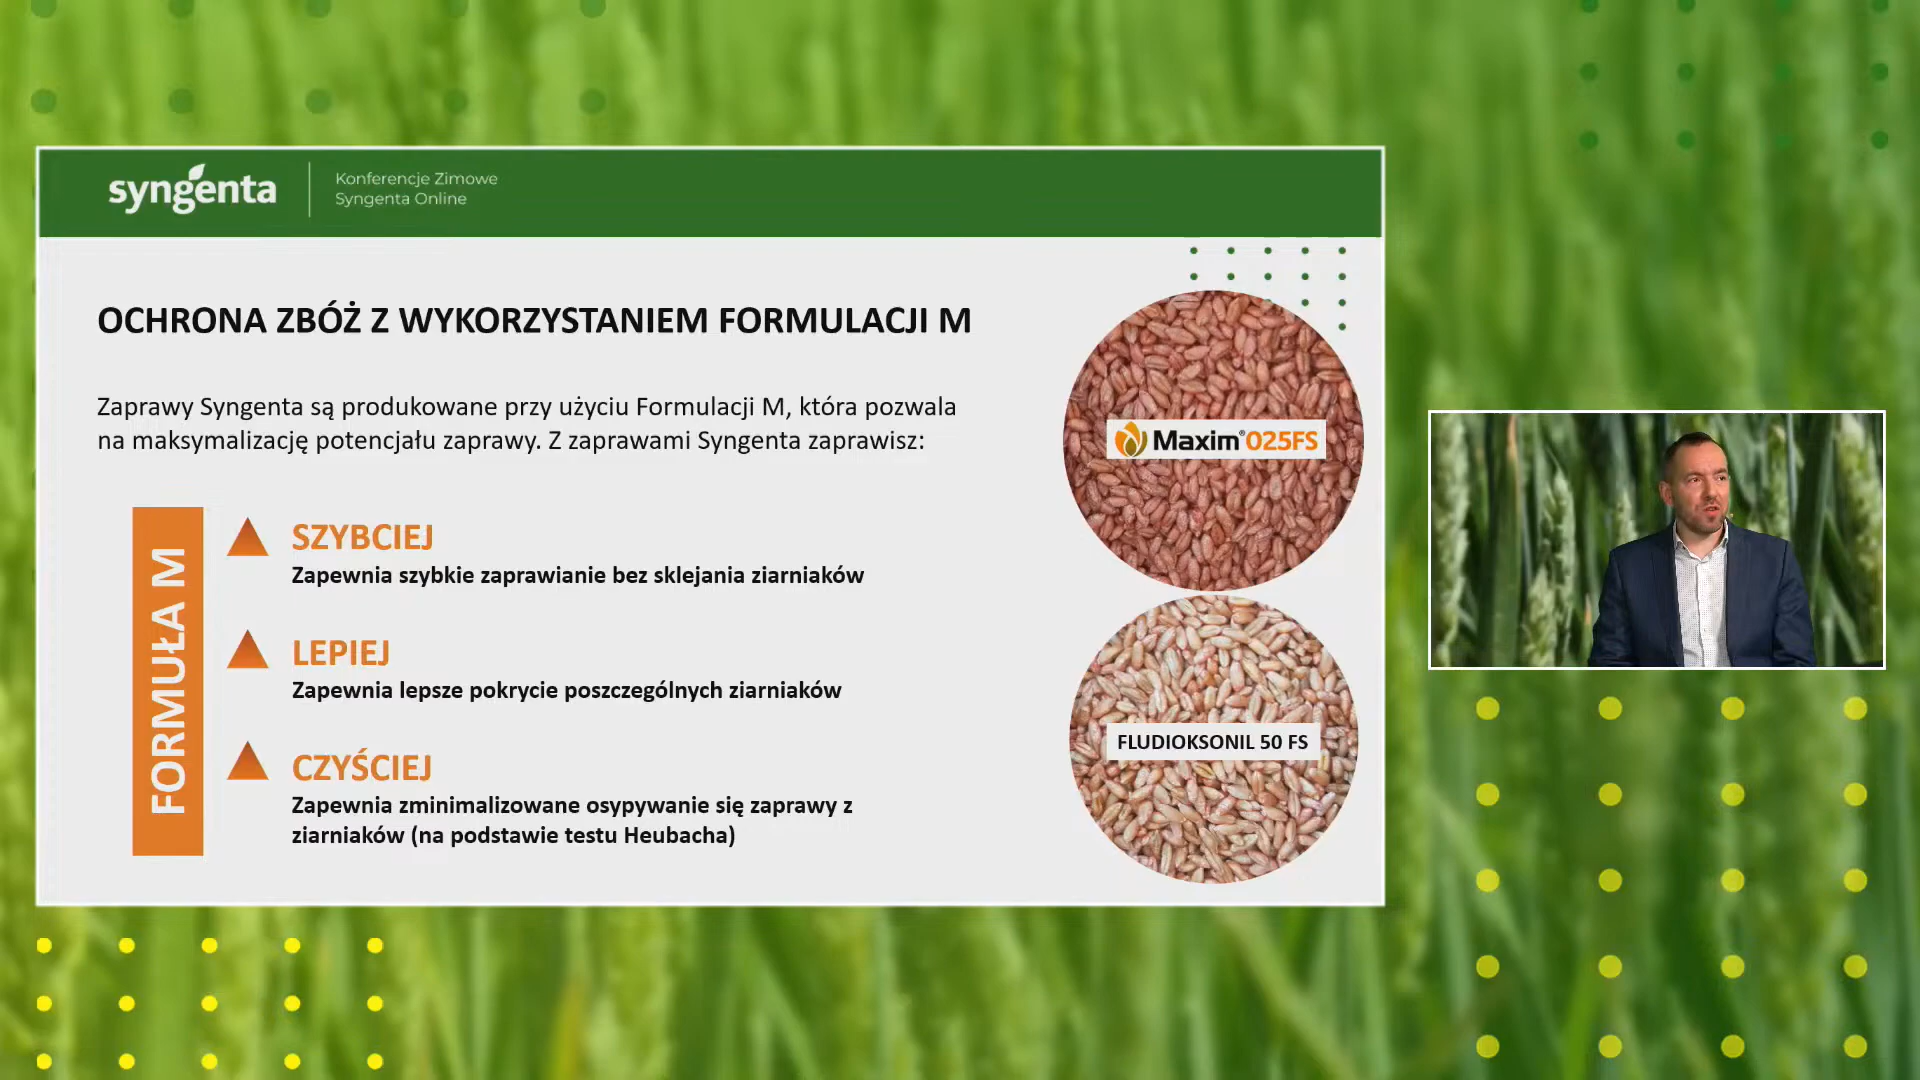 syngenta
Konferencje Zimowe
Syngenta Online
OCHRONA ZBÓŻ Z WYKORZYSTANIEM FORMULACJI M
Zaprawy Syngenta są produkowane przy użyciu Formulacji M, która pozwala
na maksymalizację potencjału zaprawy. Z zaprawami Syngenta zaprawisz:
FORMUŁA M
SZYBCIEJ
Zapewnia szybkie zaprawianie bez sklejania ziarniaków
LEPIEJ
Zapewnia lepsze pokrycie poszczególnych ziarniaków
CZYŚCIEJ
Zapewnia zminimalizowane osypywanie się zaprawy z
ziarniaków (na podstawie testu Heubacha)
Maxim® 025FS
FLUDIOKSONIL 50 FS